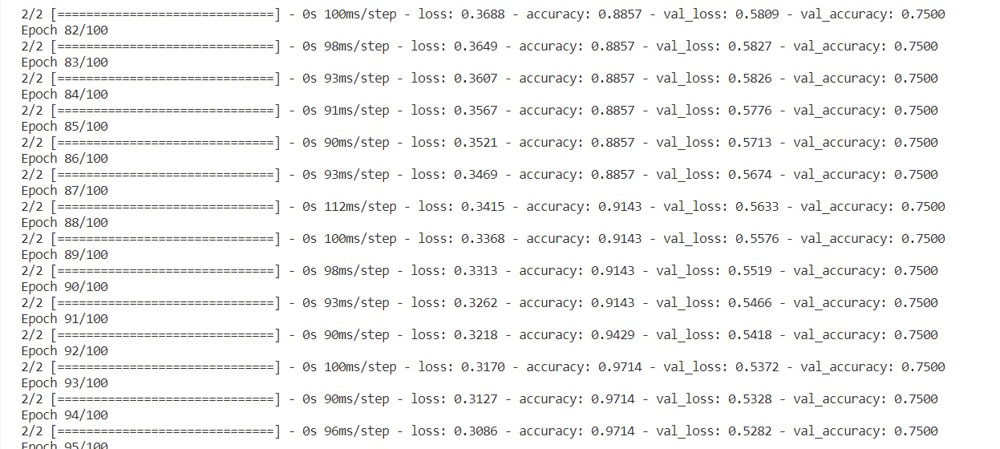 2/2 [==============================] - 0s 100ms/step - loss: 0.3688 - accuracy: 0.8857 - val_loss: 0.5809 - val_accuracy: 0.7500
Epoch 82/100
2/2 [==============================] - 0s 98ms/step - loss: 0.3649 - accuracy: 0.8857 - val_loss: 0.5827 - val_accuracy: 0.7500
Epoch 83/100
2/2 [==============================] - 0s 93ms/step - loss: 0.3607 - accuracy: 0.8857 - val_loss: 0.5826 - val_accuracy: 0.7500
Epoch 84/100
2/2 [==============================] - 0s 91ms/step - loss: 0.3567 - accuracy: 0.8857 - val_loss: 0.5776 - val_accuracy: 0.7500
Epoch 85/100
2/2 [==============================] - 0s 90ms/step - loss: 0.3521 - accuracy: 0.8857 - val_loss: 0.5713 - val_accuracy: 0.7500
Epoch 86/100
2/2 [==============================] - 0s 93ms/step - loss: 0.3469 - accuracy: 0.8857 - val_loss: 0.5674 - val_accuracy: 0.7500
Epoch 87/100
2/2 [==============================] - 0s 112ms/step - loss: 0.3415 - accuracy: 0.9143 - val_loss: 0.5633 - val_accuracy: 0.7500
Epoch 88/100
2/2 [==============================] - 0s 100ms/step - loss: 0.3368 - accuracy: 0.9143 - val_loss: 0.5576 - val_accuracy: 0.7500
Epoch 89/100
2/2 [==============================] - 0s 98ms/step - loss: 0.3313 - accuracy: 0.9143 - val_loss: 0.5519 - val_accuracy: 0.7500
Epoch 90/100
2/2 [==============================] - 0s 93ms/step - loss: 0.3262 - accuracy: 0.9143 - val_loss: 0.5466 - val_accuracy: 0.7500
Epoch 91/100
2/2 [==============================] - 0s 90ms/step - loss: 0.3218 - accuracy: 0.9429 - val_loss: 0.5418 - val_accuracy: 0.7500
Epoch 92/100
2/2 [==============================] - 0s 100ms/step - loss: 0.3170 - accuracy: 0.9714 - val_loss: 0.5372 - val_accuracy: 0.7500
Epoch 93/100
2/2 [==============================] - 0s 90ms/step - loss: 0.3127 - accuracy: 0.9714 - val_loss: 0.5328 - val_accuracy: 0.7500
Epoch 94/100
2/2 [==============================] - 0s 96ms/step - loss: 0.3086 - accuracy: 0.9714 - val_loss: 0.5282 - val_accuracy: 0.7500
Epoch 95/100